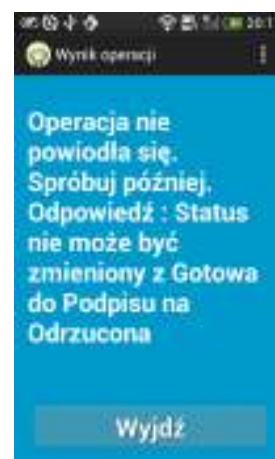 Wynik operacji
Operacja nie
powiodła się.
Spróbuj później.
Odpowiedź : Status
nie może być
zmieniony z Gotowa
do Podpisu na
Odrzucona
Wyjdź